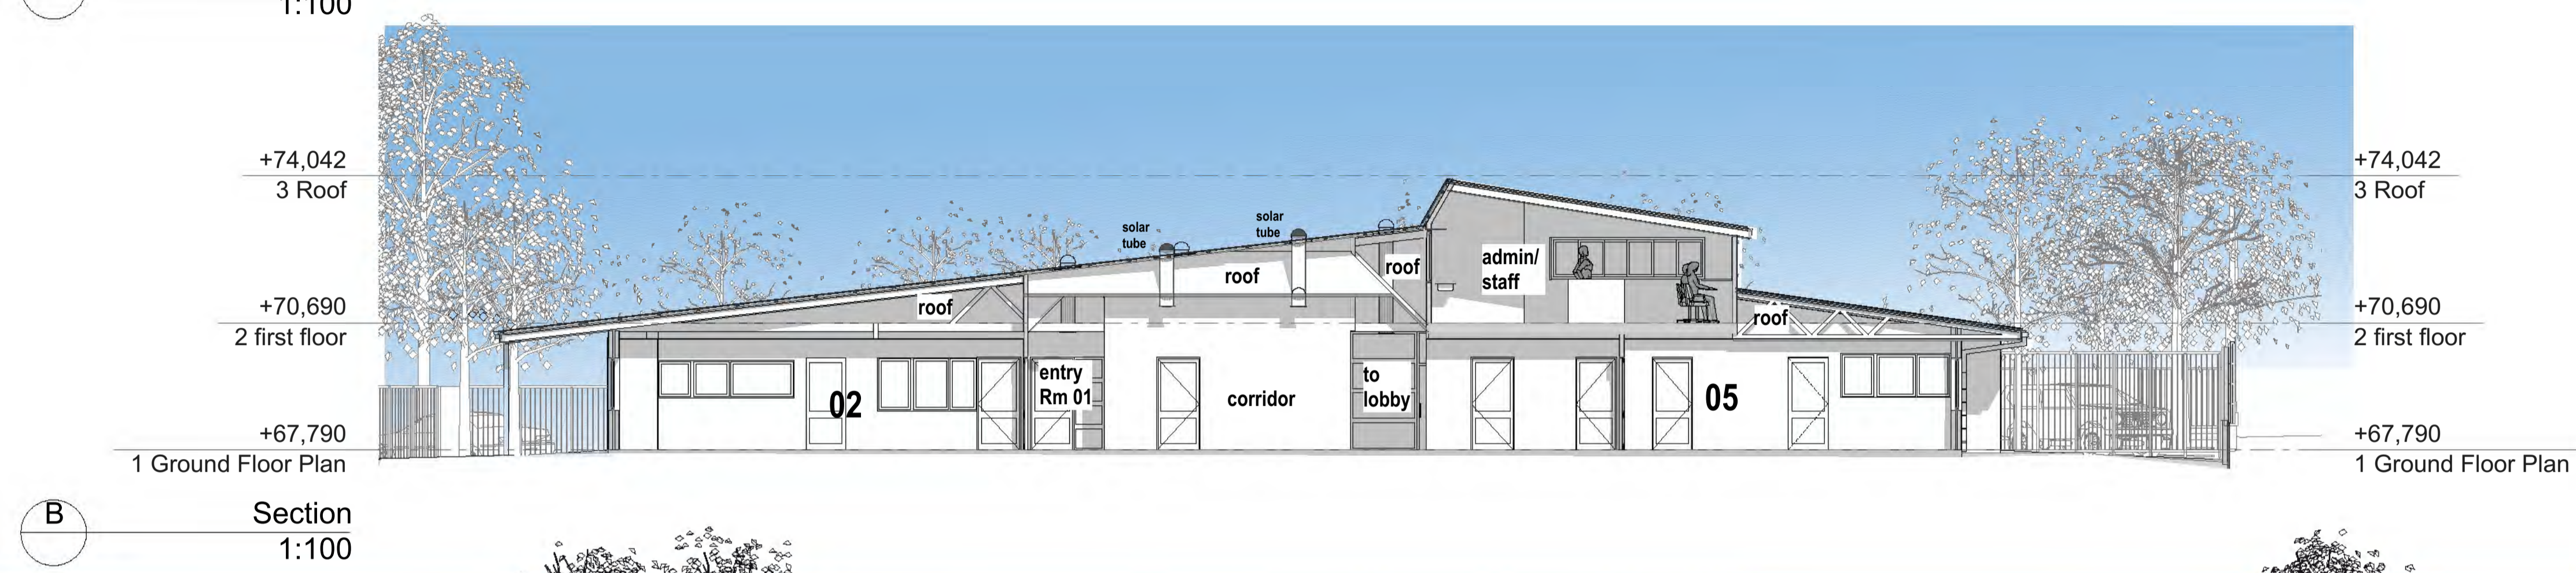 1:100
+74,042
3 Roof
+70,690
2 first floor
+67,790
1 Ground Floor Plan
solar
tube
solar
tube
roof
roof
roof
admin/
staff
roof
02
entry
Rm 01
corridor
to
lobby
05
+74,042
3 Roof
+70,690
2 first floor
+67,790
1 Ground Floor Plan
B
Section
1:100